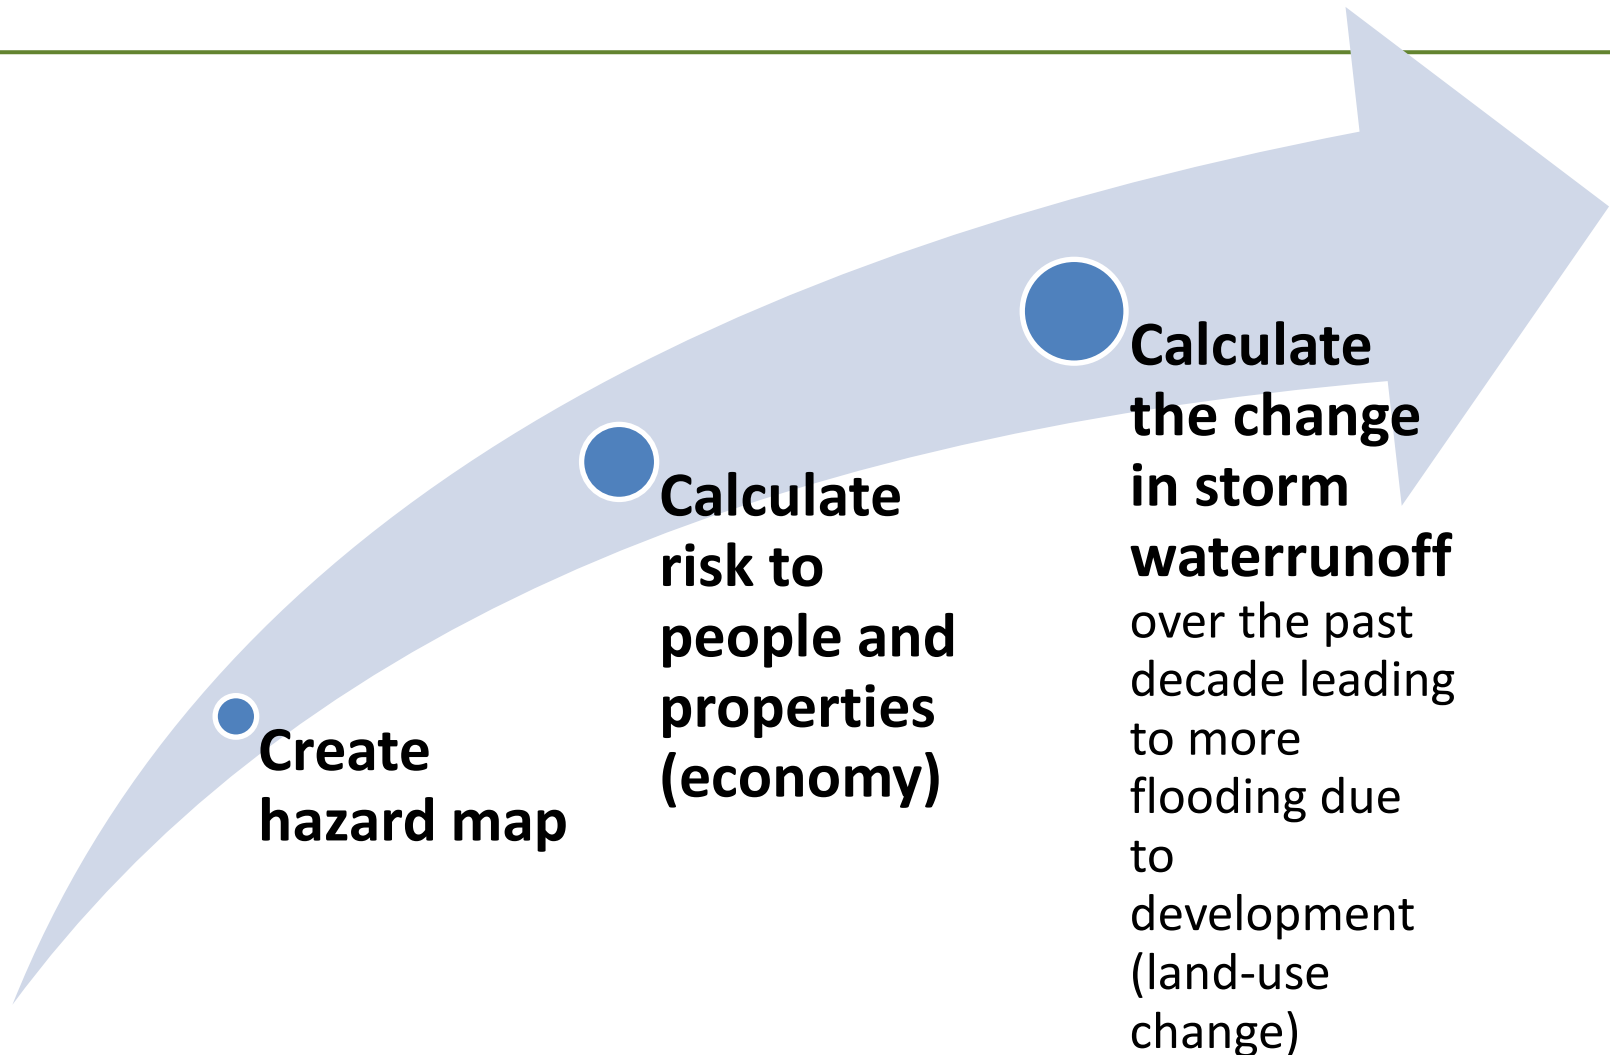 Create
hazard map
Calculate
risk to
people and
properties
(economy)
Calculate
the change
in storm
waterrunoff
over the past
decade leading
to more
flooding due
to
development
(land-use
change)